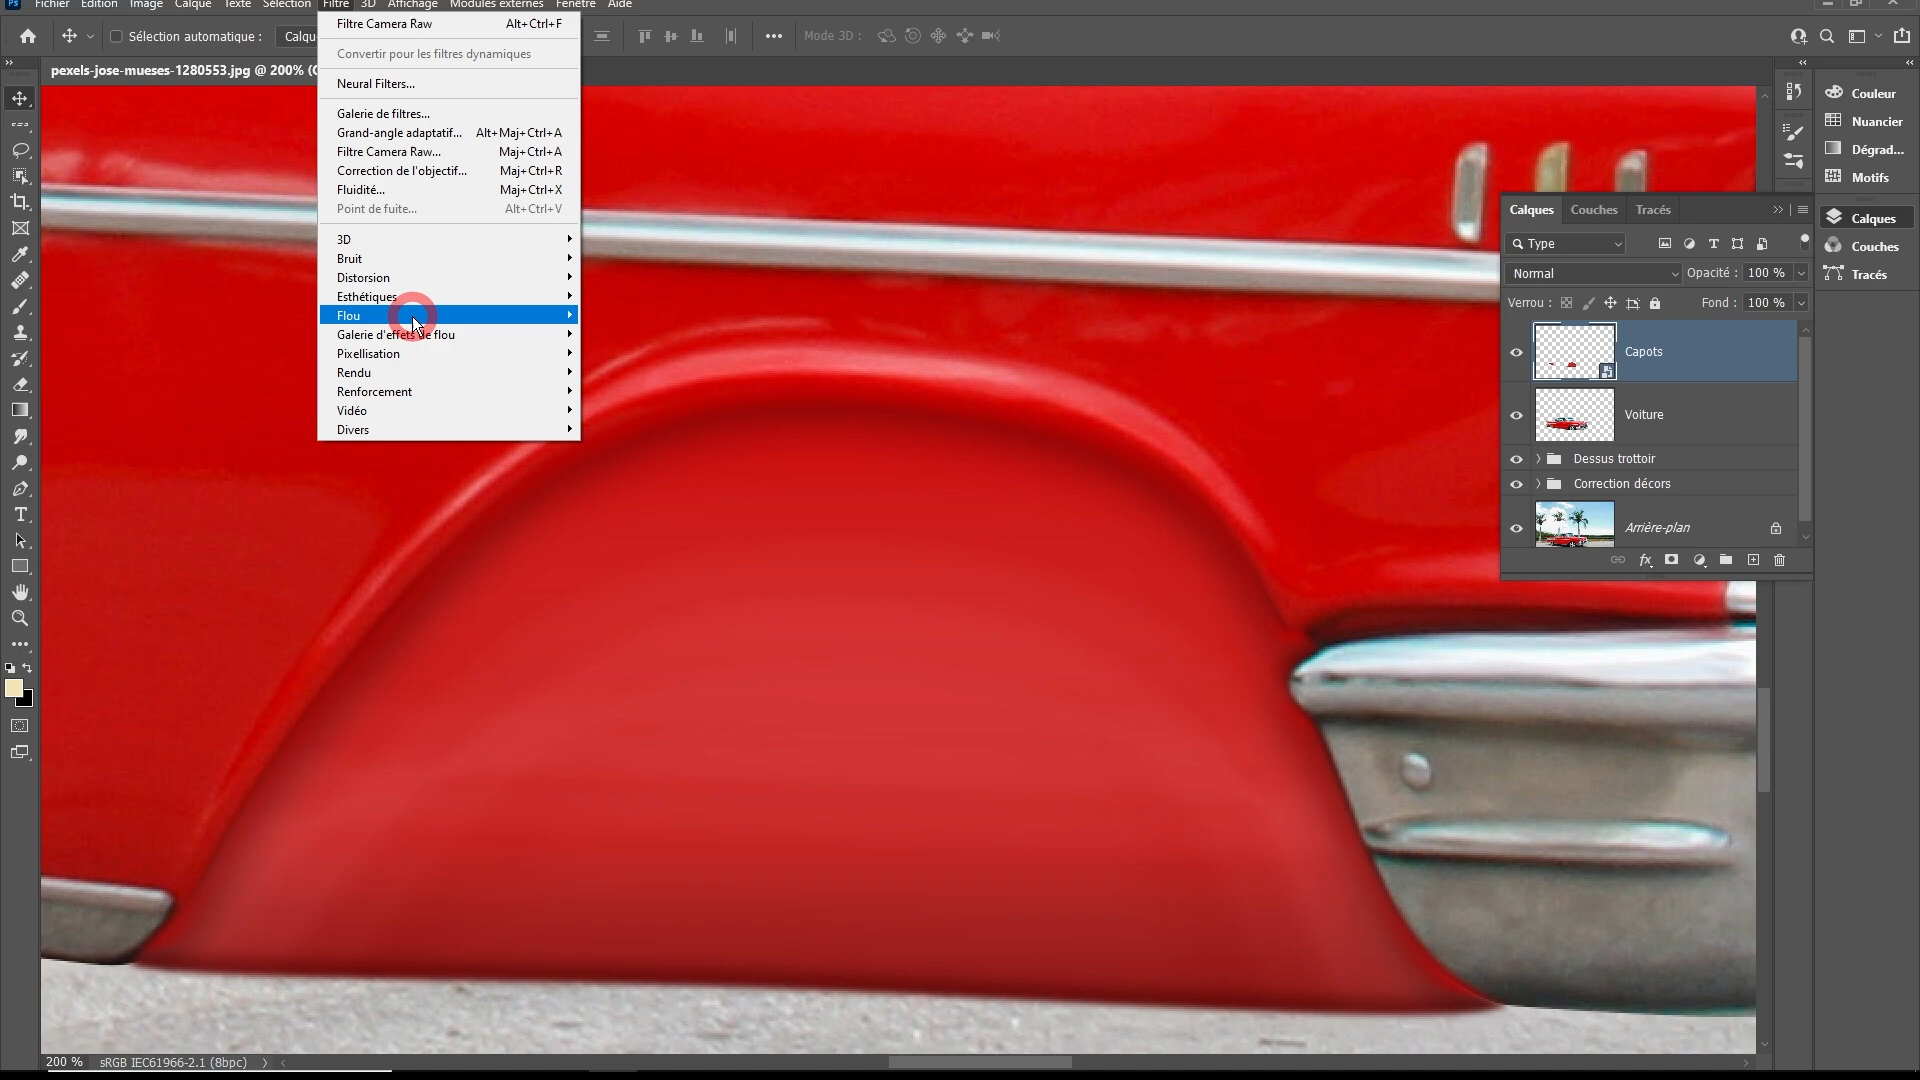 Ps Fichier Edition Image Calque Texte Sélection Filtre 3D Affichage Modules externes Fenêtre Aide
Sélection automatique : Calqu
Mode 3D :
pexels-jose-mueses-1280553.jpg @ 200% (C
Filtre Camera Raw Alt+Ctrl+F
Convertir pour les filtres dynamiques
Neural Filters...
Galerie de filtres...
Grand-angle adaptatif... Alt+Maj+Ctrl+A
Filtre Camera Raw... Maj+Ctrl+A
Correction de l'objectif... Maj+Ctrl+R
Fluidité... Maj+Ctrl+X
Point de fuite... Alt+Ctrl+V
3D
Bruit
Distorsion
Esthétiques
Flou
Galerie d'effets de flou
Pixellisation
Rendu
Renforcement
Vidéo
Divers
Couleur
Nuancier
Dégrad...
Motifs
Calques
Couches
Tracés
Calques Couches Tracés
Type
Normal Opacité : 100 %
Verrou : Fond : 100 %
Capots
Voiture
Dessus trottoir
Correction décors
Arrière-plan
fx
200 % sRGB IEC61966-2.1 (8bpc)